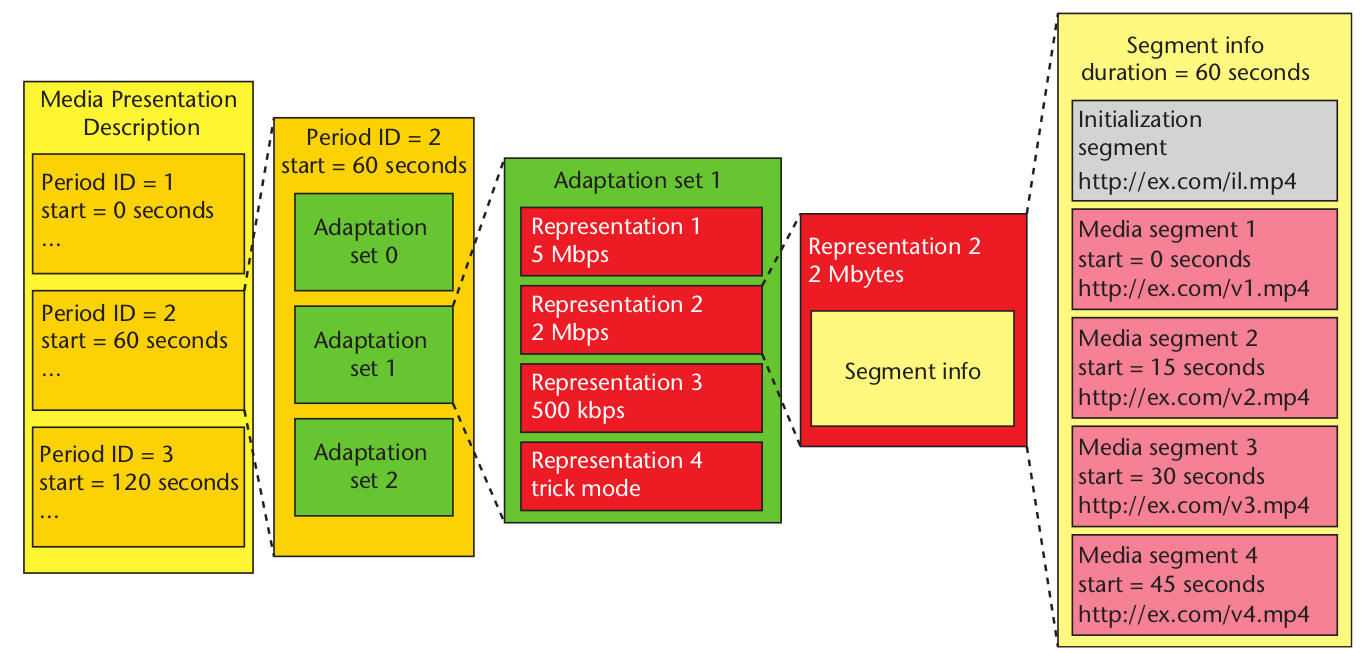 Media Presentation
Description
Period ID = 1
start = 0 seconds
...
Period ID = 2
start = 60 seconds
...
Period ID = 3
start = 120 seconds
...
Period ID = 2
start = 60 seconds
Adaptation
set 0
Adaptation
set 1
Adaptation
set 2
Adaptation set 1
Representation 1
5 Mbps
Representation 2
2 Mbps
Representation 3
500 kbps
Representation 4
trick mode
Representation 2
2 Mbytes
Segment info
Segment info
duration = 60 seconds
Initialization
segment
http://ex.com/il.mp4
Media segment 1
start = 0 seconds
http://ex.com/v1.mp4
Media segment 2
start = 15 seconds
http://ex.com/v2.mp4
Media segment 3
start = 30 seconds
http://ex.com/v3.mp4
Media segment 4
start = 45 seconds
http://ex.com/v4.mp4